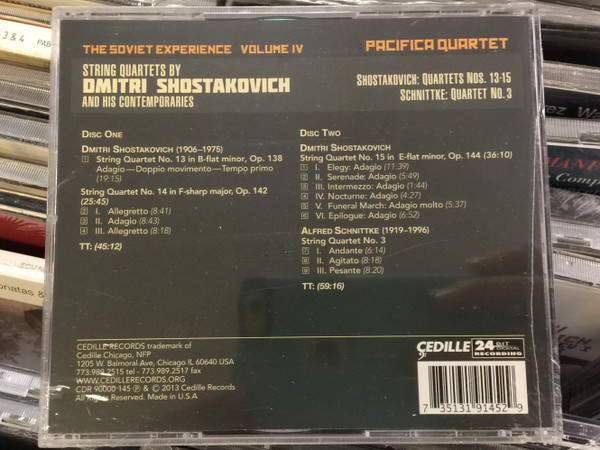 THE SOVIET EXPERIENCE VOLUME IV
PACIFICA QUARTET
STRING QUARTETS BY
DMITRI SHOSTAKOVICH
AND HIS CONTEMPORARIES
SHOSTAKOVICH: QUARTETS NOS. 13-15
SCHNITTKE: QUARTET NO. 3
DISC ONE
DMITRI SHOSTAKOVICH (1906–1975)
1 String Quartet No. 13 in B-flat minor, Op. 138
Adagio—Doppio movimento—Tempo primo
(19:15)
String Quartet No. 14 in F-sharp major, Op. 142
(25:45)
2 I. Allegretto (8:41)
3 II. Adagio (8:43)
4 III. Allegretto (8:18)
TT: (45:12)
DISC TWO
DMITRI SHOSTAKOVICH
String Quartet No. 15 in E-flat minor, Op. 144 (36:10)
1 I. Elegy: Adagio (11:39)
2 II. Serenade: Adagio (5:49)
3 III. Intermezzo: Adagio (1:44)
4 IV. Nocturne: Adagio (4:27)
5 V. Funeral March: Adagio molto (5:37)
6 VI. Epilogue: Adagio (6:52)
ALFRED SCHNITTKE (1919–1996)
String Quartet No. 3
7 I. Andante (6:14)
8 II. Agitato (8:18)
9 III. Pesante (8:20)
TT: (59:16)
CEDILLE RECORDS trademark of
Cedille Chicago, NFP
1205 W. Balmoral Ave, Chicago IL 60640 USA
773.989.2515 tel • 773.989.2517 fax
WWW.CEDILLERECORDS.ORG
CDR 90000 145 ℗ & © 2013 Cedille Records
All Rights Reserved. Made in U.S.A
CEDILLE
24 BIT DIGITAL
RECORDING
7 35131 91452 9
3 & 4
onatas &